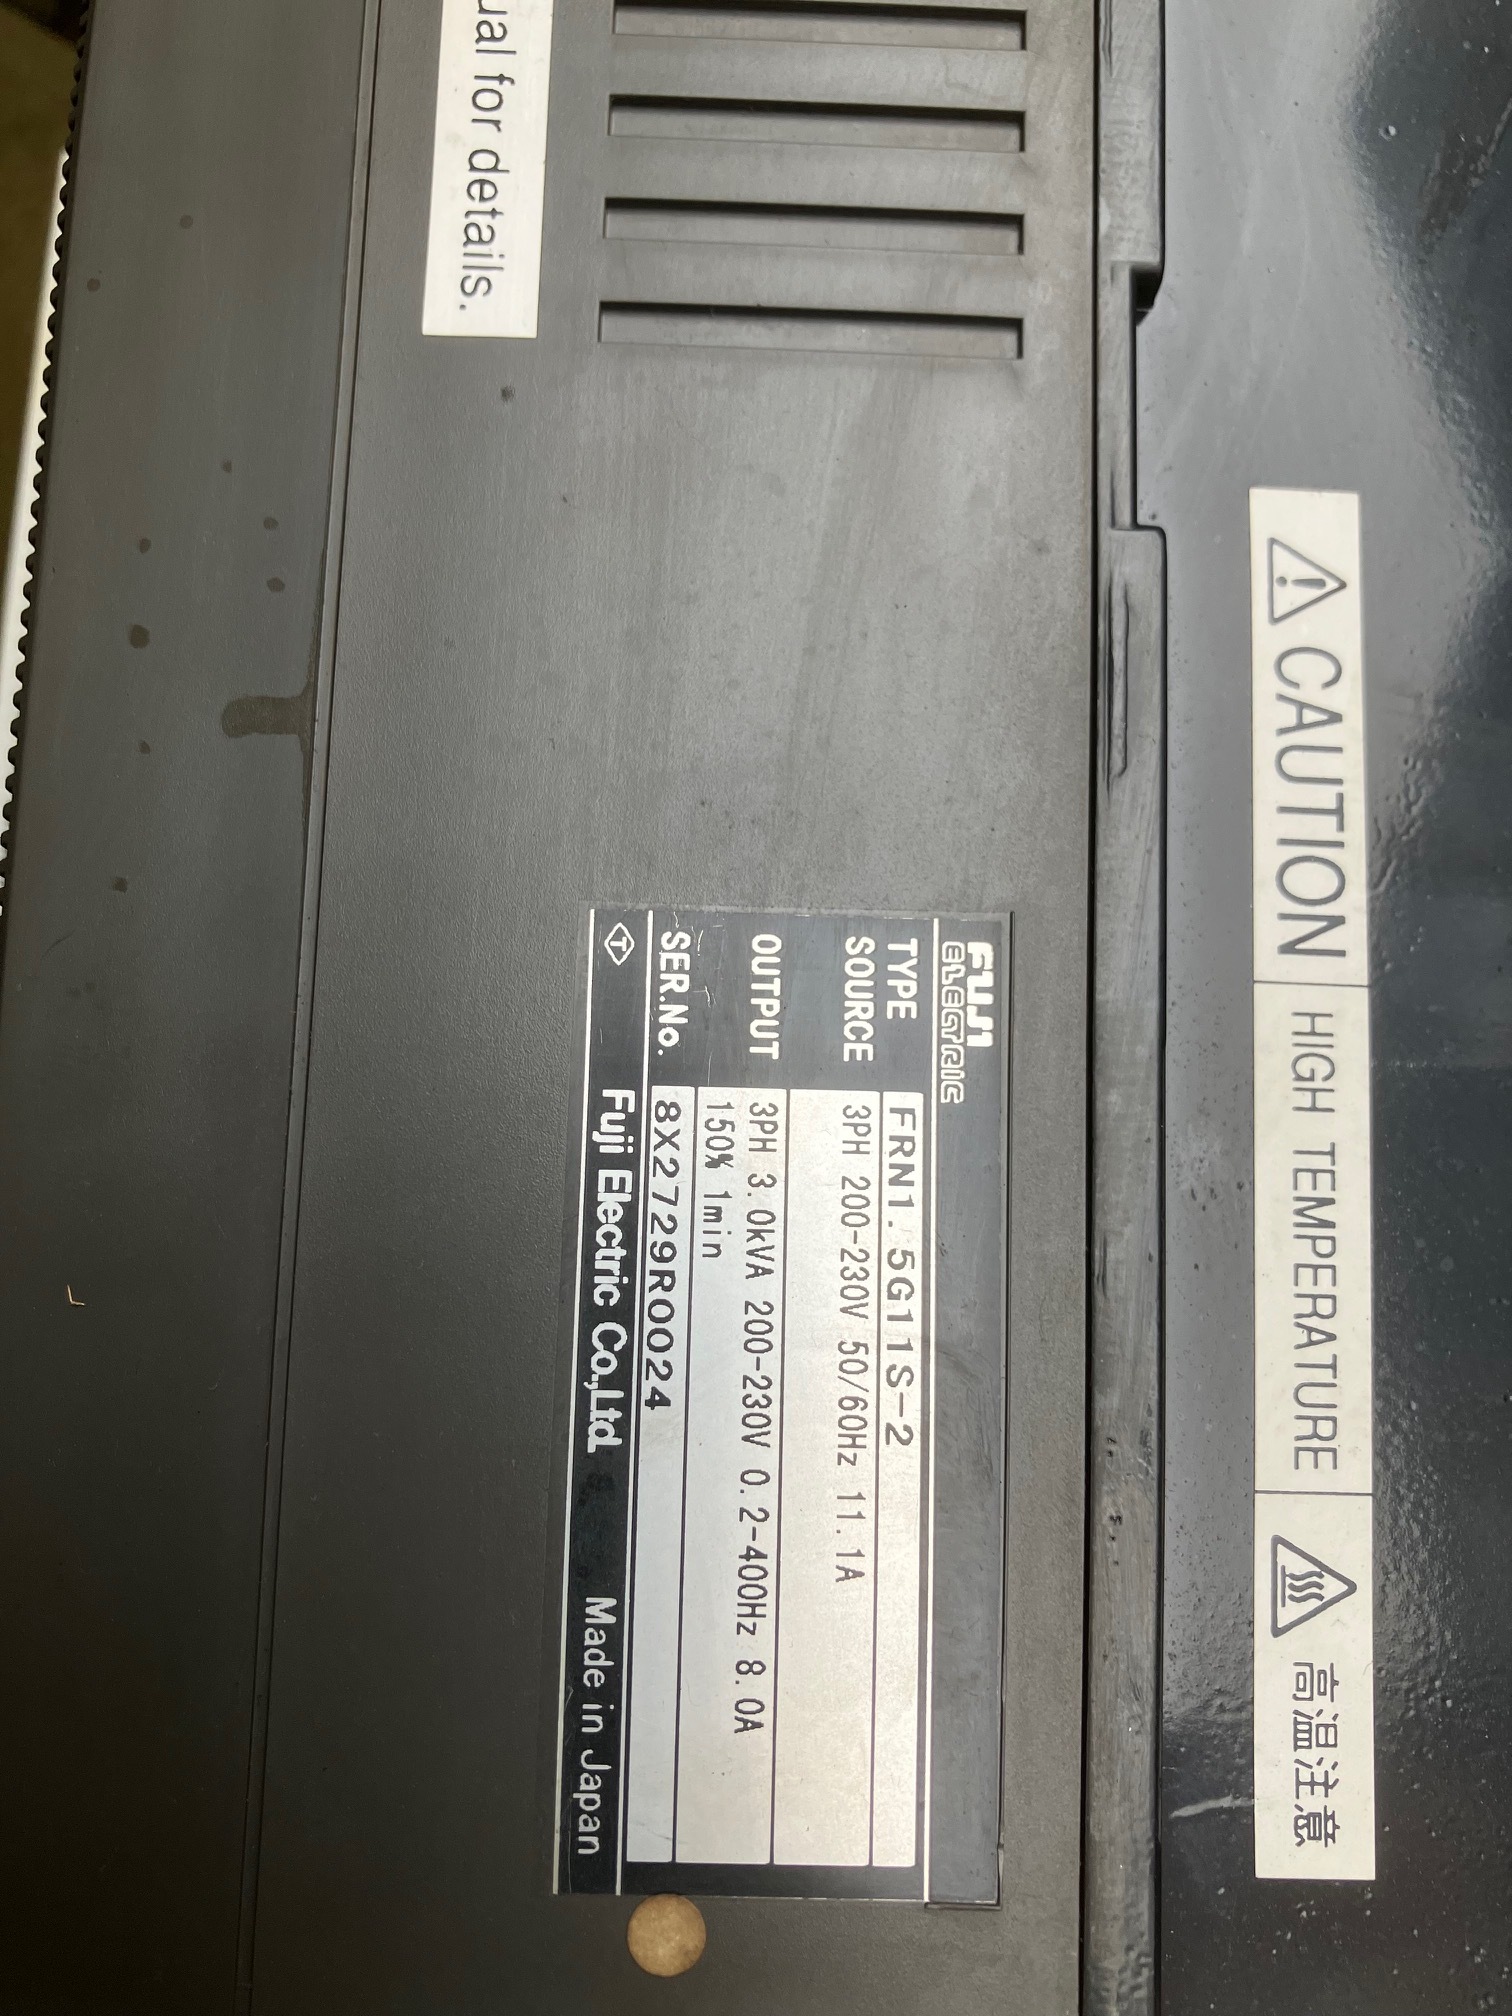 ual for details.
⚠ CAUTION HIGH TEMPERATURE 高温注意
FUJI
ELECTRIC
TYPE FRN1.5G11S-2
SOURCE 3PH 200-230V 50/60Hz 11.1A
OUTPUT 3PH 3.0kVA 200-230V 0.2-400Hz 8.0A
150% 1min
SER.No. 8X2729R0024
T Fuji Electric Co.,Ltd. Made in Japan